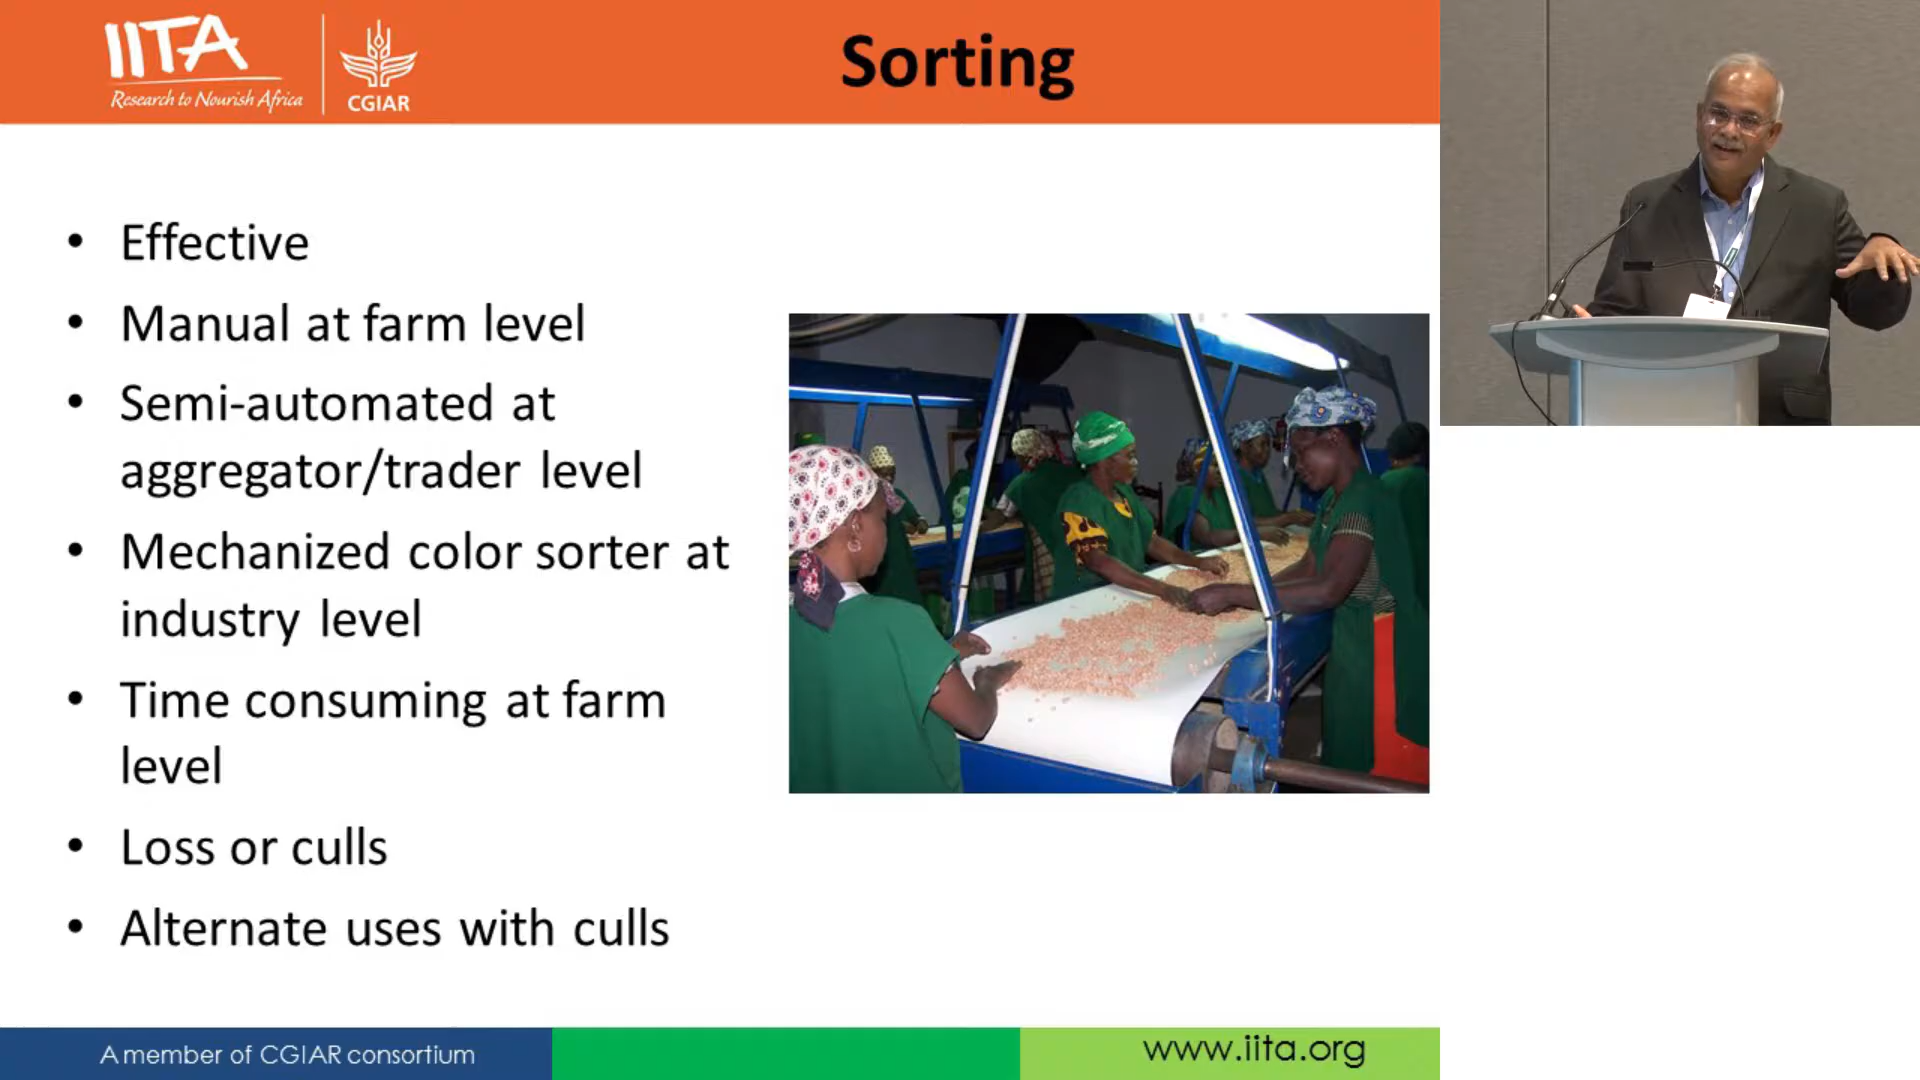 IITA
Research to Nourish Africa
CGIAR
Sorting
• Effective
• Manual at farm level
• Semi-automated at
aggregator/trader level
• Mechanized color sorter at
industry level
• Time consuming at farm
level
• Loss or culls
• Alternate uses with culls
A member of CGIAR consortium
www.iita.org